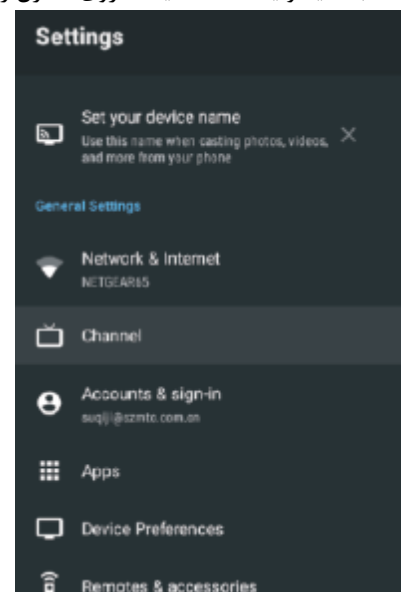 Settings
Set your device name
Use this name when casting photos, videos,
and more from your phone
General Settings
Network & Internet
NETGEAR65
Channel
Accounts & sign-in
Apps
Device Preferences
Remotes & accessories